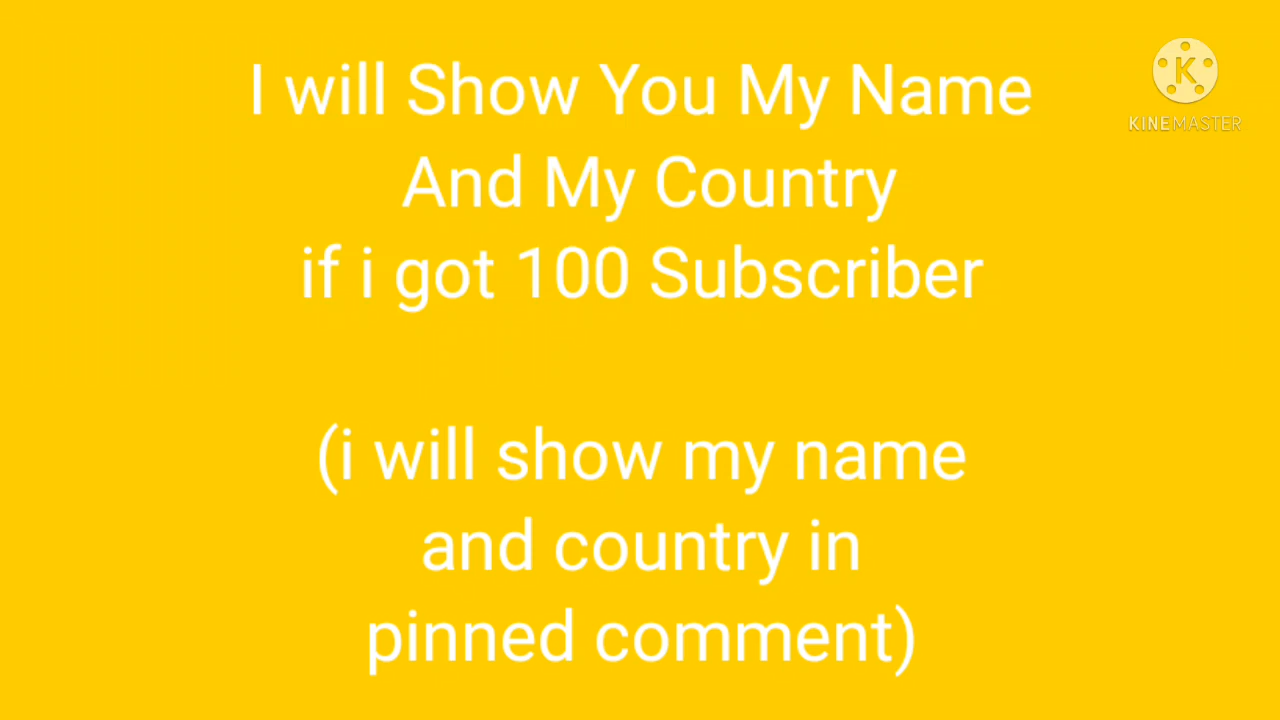 I will Show You My Name
And My Country
if i got 100 Subscriber
(i will show my name
and country in
pinned comment)
K
KINEMASTER